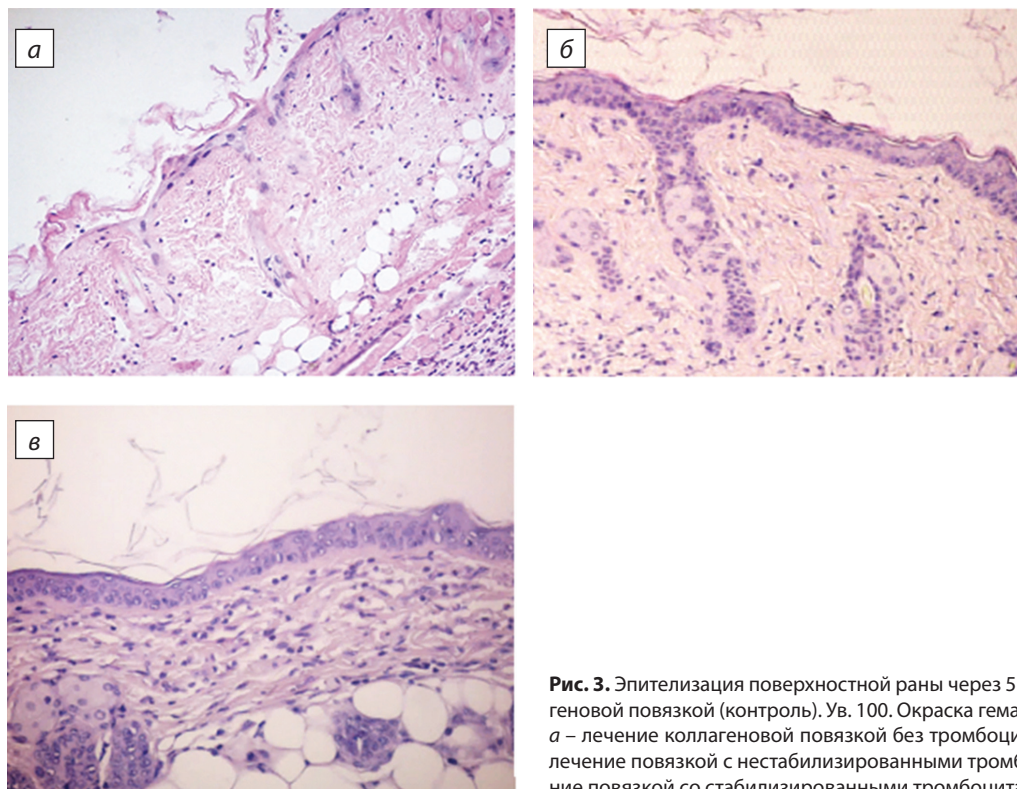 а
б
в
Рис. 3. Эпителизация поверхностной раны через 5
геновой повязкой (контроль). Ув. 100. Окраска гема
а – лечение коллагеновой повязкой без тромбоци
лечение повязкой с нестабилизированными тромб
ние повязкой со стабилизированными тромбоцита